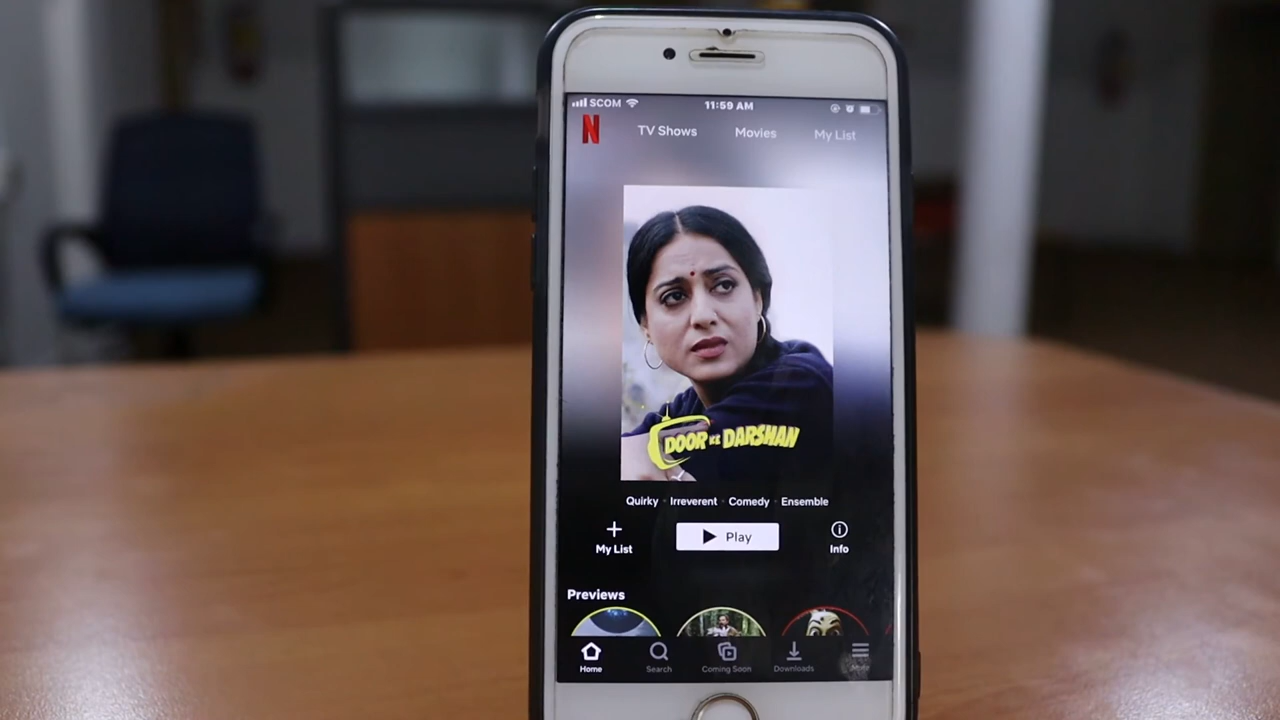 SCOM 11:59 AM
N TV Shows Movies My List
DOOR KE DARSHAN
Quirky · Irreverent · Comedy · Ensemble
My List Play Info
Previews
Home Search Coming Soon Downloads More